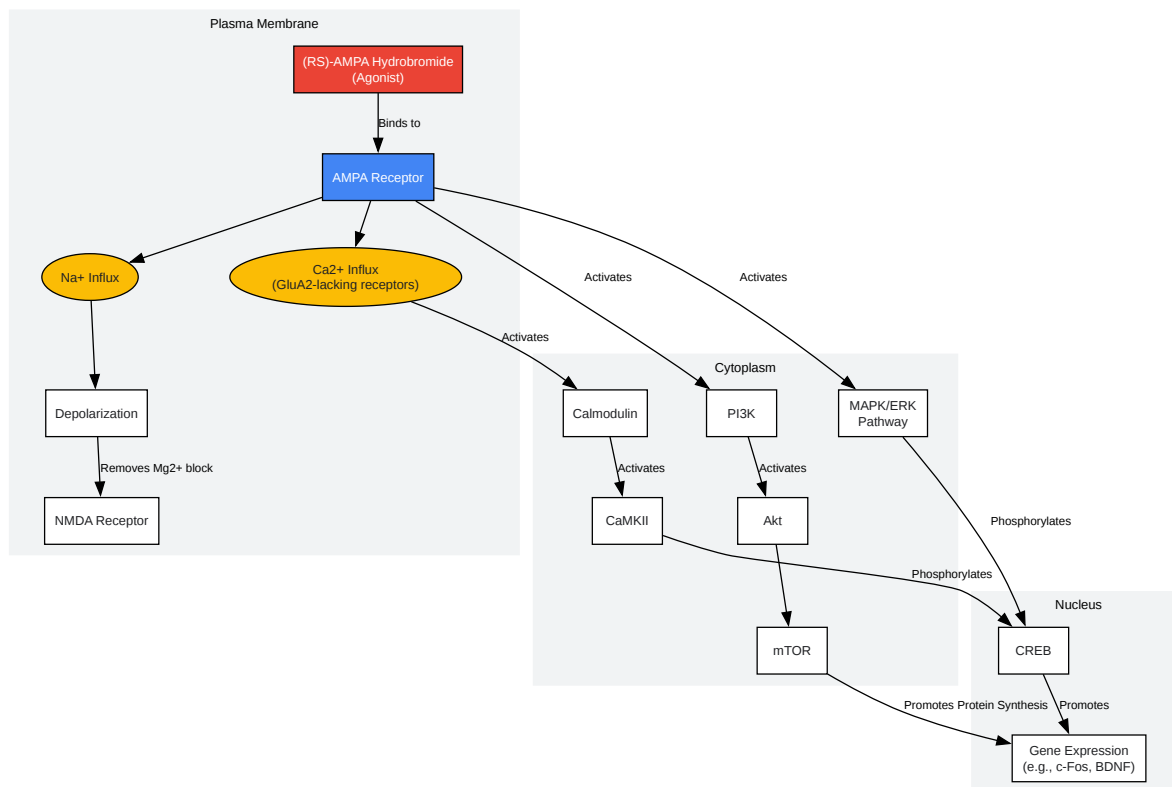 Plasma Membrane
(RS)-AMPA Hydrobromide
(Agonist)
Binds to
AMPA Receptor
Na+ Influx
Ca2+ Influx
(GluA2-lacking receptors)
Activates
Activates
Activates
Cytoplasm
Depolarization
Calmodulin
PI3K
MAPK/ERK
Pathway
Removes Mg2+ block
Activates
Activates
NMDA Receptor
CaMKII
Akt
Phosphorylates
Phosphorylates
Nucleus
mTOR
CREB
Promotes Protein Synthesis
Promotes
Gene Expression
(e.g., c-Fos, BDNF)